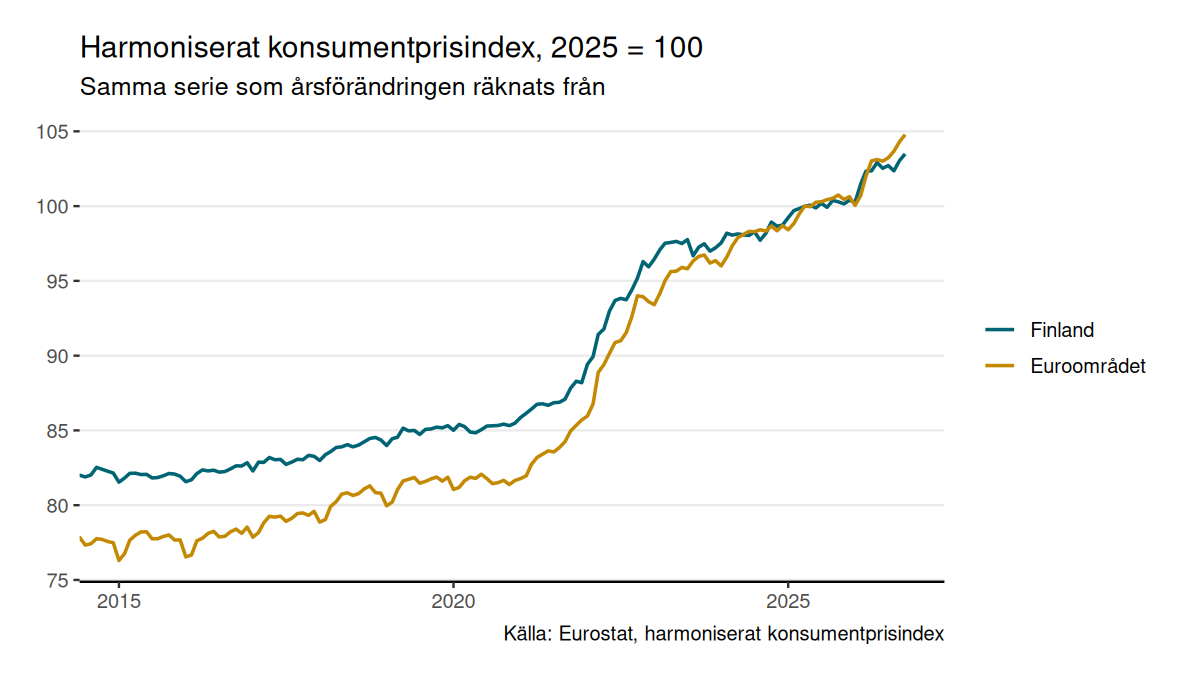 Harmoniserat konsumentprisindex, 2025 = 100
Samma serie som årsförändringen räknats från
105
100
95
90
85
80
75
2015
2020
2025
Finland
Euroområdet
Källa: Eurostat, harmoniserat konsumentprisindex